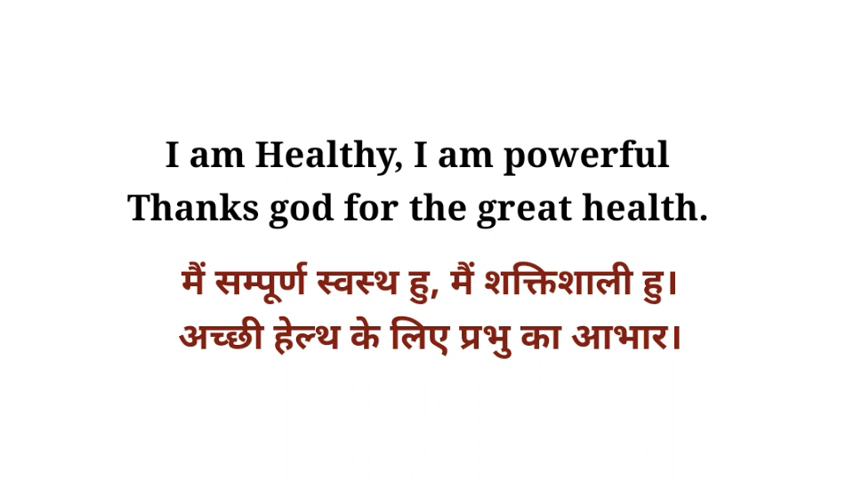 I am Healthy, I am powerful
Thanks god for the great health.
मैं सम्पूर्ण स्वस्थ हु, मैं शक्तिशाली हु।
अच्छी हेल्थ के लिए प्रभु का आभार।